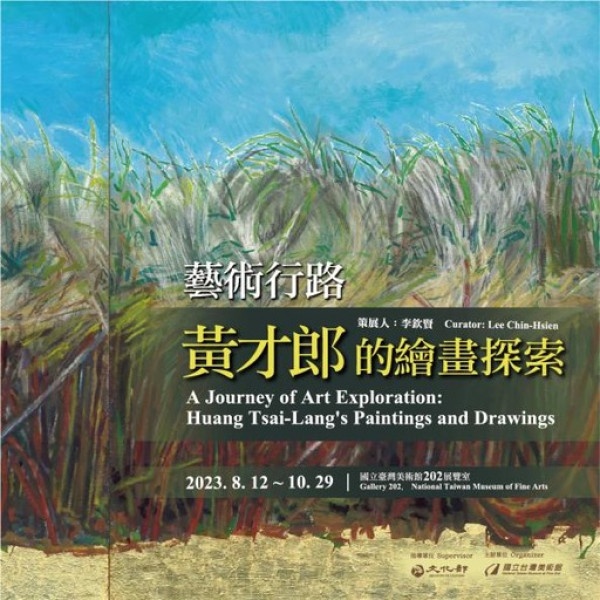 藝術行路
策展人：李欽賢 Curator: Lee Chin-Hsien
黃才郎的繪畫探索
A Journey of Art Exploration:
Huang Tsai-Lang's Paintings and Drawings
2023. 8. 12 ~ 10. 29
國立臺灣美術館202展覽室
Gallery 202, National Taiwan Museum of Fine Arts
指導單位 Supervisor 主辦單位 Organizer
文化部 國立台灣美術館